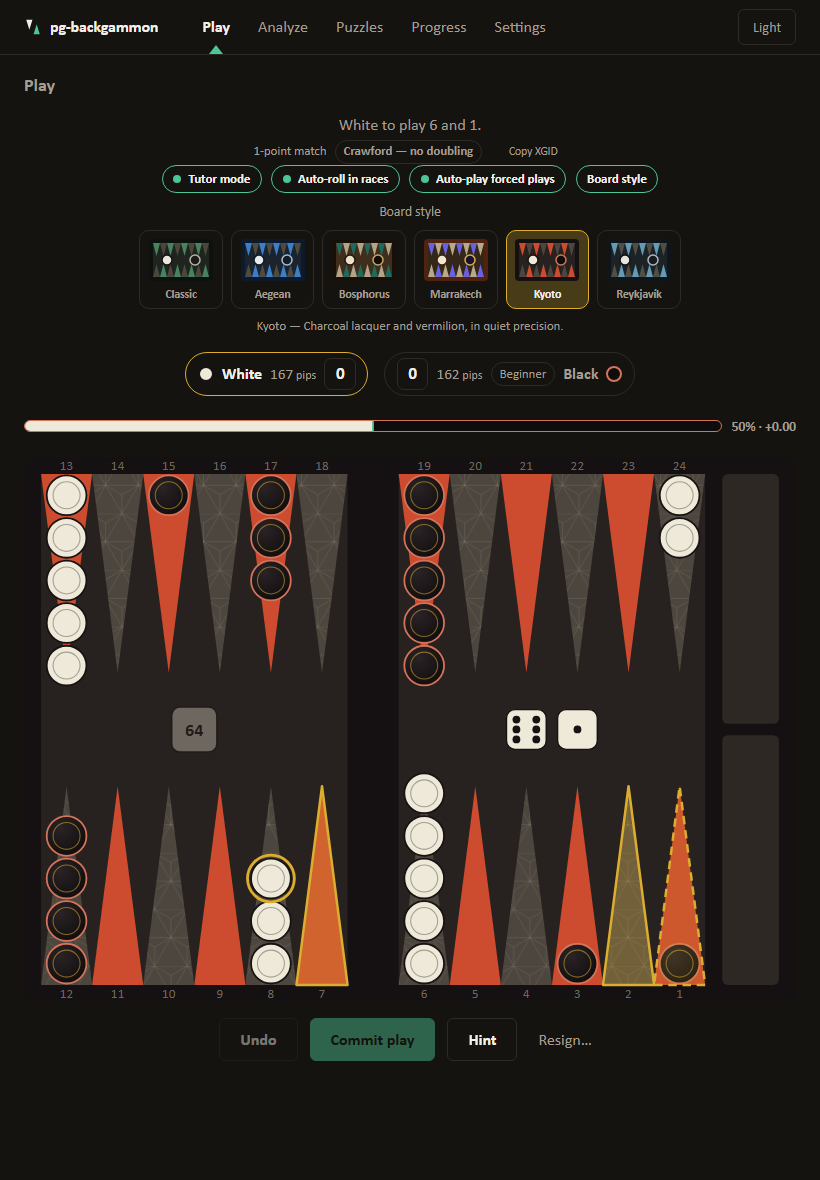 pg-backgammon Play Analyze Puzzles Progress Settings Light
Play
White to play 6 and 1.
1-point match Crawford — no doubling Copy XGID
Tutor mode Auto-roll in races Auto-play forced plays Board style
Board style
Classic Aegean Bosphorus Marrakech Kyoto Reykjavík
Kyoto — Charcoal lacquer and vermilion, in quiet precision.
White 167 pips 0 0 162 pips Beginner Black
50% · +0.00
13 14 15 16 17 18 19 20 21 22 23 24
64
12 11 10 9 8 7 6 5 4 3 2 1
Undo Commit play Hint Resign...